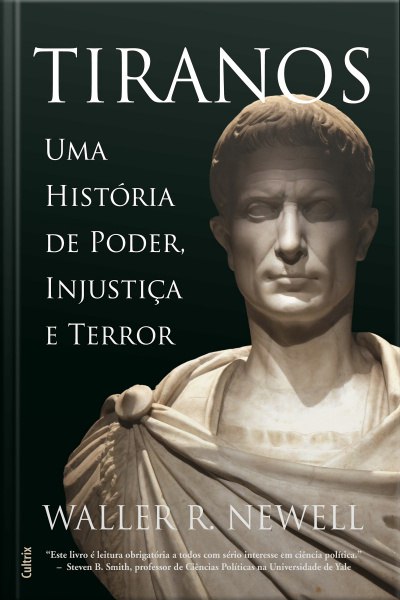 TIRANOS
UMA
HISTÓRIA
DE PODER,
INJUSTIÇA
E TERROR
WALLER R. NEWELL
Cultrix
“Este livro é leitura obrigatória a todos com sério interesse em ciência política.”
– Steven B. Smith, professor de Ciências Políticas na Universidade de Yale